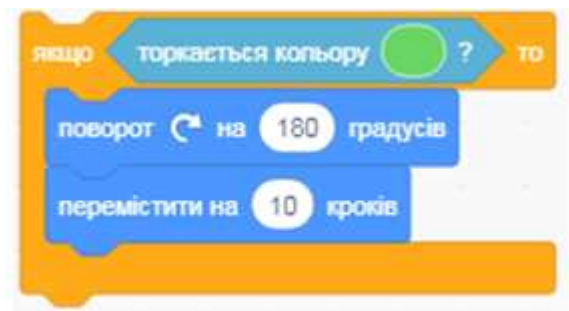 якщо торкається кольору ? то
поворот на 180 градусів
перемістити на 10 кроків